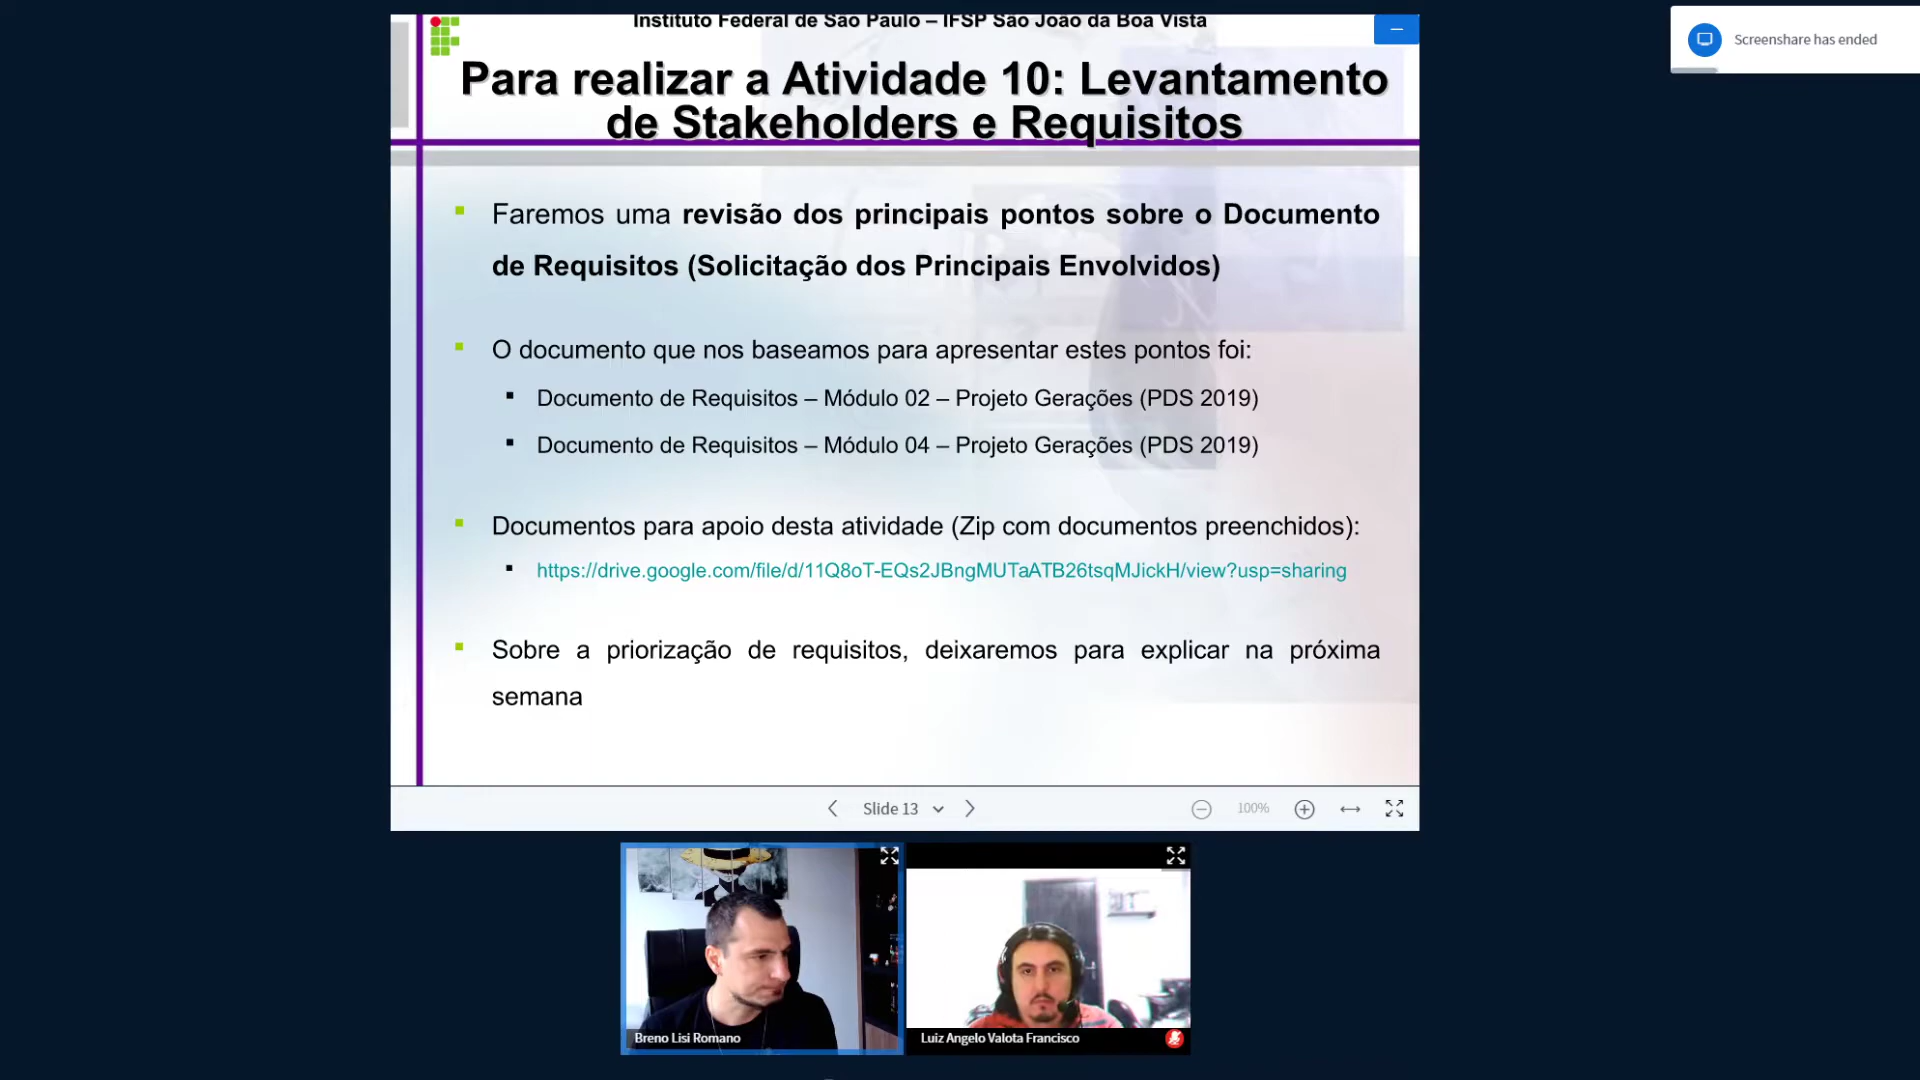 Instituto Federal de São Paulo – IFSP São João da Boa Vista
Screenshare has ended
Para realizar a Atividade 10: Levantamento
de Stakeholders e Requisitos
Faremos uma revisão dos principais pontos sobre o Documento
de Requisitos (Solicitação dos Principais Envolvidos)
O documento que nos baseamos para apresentar estes pontos foi:
Documento de Requisitos – Módulo 02 – Projeto Gerações (PDS 2019)
Documento de Requisitos – Módulo 04 – Projeto Gerações (PDS 2019)
Documentos para apoio desta atividade (Zip com documentos preenchidos):
https://drive.google.com/file/d/11Q8oT-EQs2JBngMUTaATB26tsqMJickH/view?usp=sharing
Sobre a priorização de requisitos, deixaremos para explicar na próxima
semana
Slide 13
100%
Breno Lisi Romano
Luiz Angelo Valota Francisco